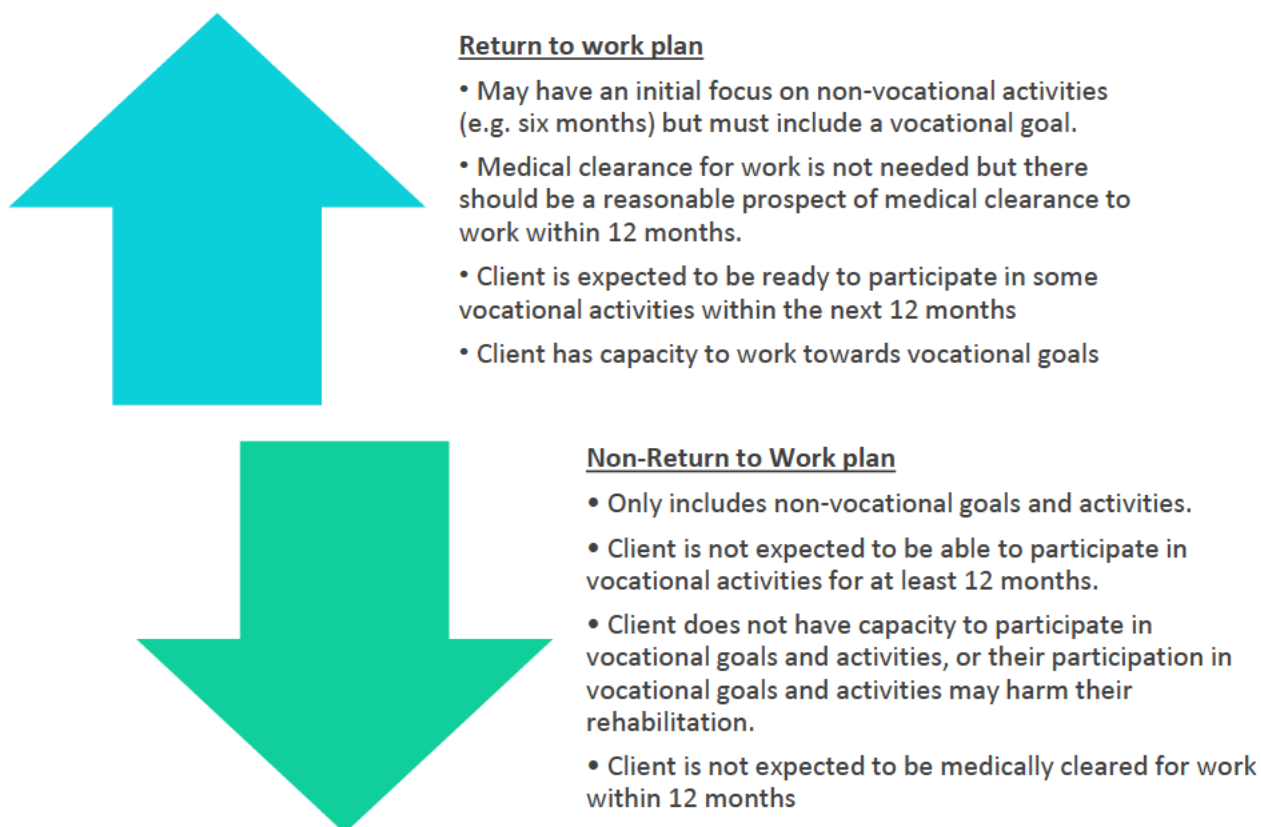 Return to work plan
• May have an initial focus on non-vocational activities
(e.g. six months) but must include a vocational goal.
• Medical clearance for work is not needed but there
should be a reasonable prospect of medical clearance to
work within 12 months.
• Client is expected to be ready to participate in some
vocational activities within the next 12 months
• Client has capacity to work towards vocational goals
Non-Return to Work plan
• Only includes non-vocational goals and activities.
• Client is not expected to be able to participate in
vocational activities for at least 12 months.
• Client does not have capacity to participate in
vocational goals and activities, or their participation in
vocational goals and activities may harm their
rehabilitation.
• Client is not expected to be medically cleared for work
within 12 months